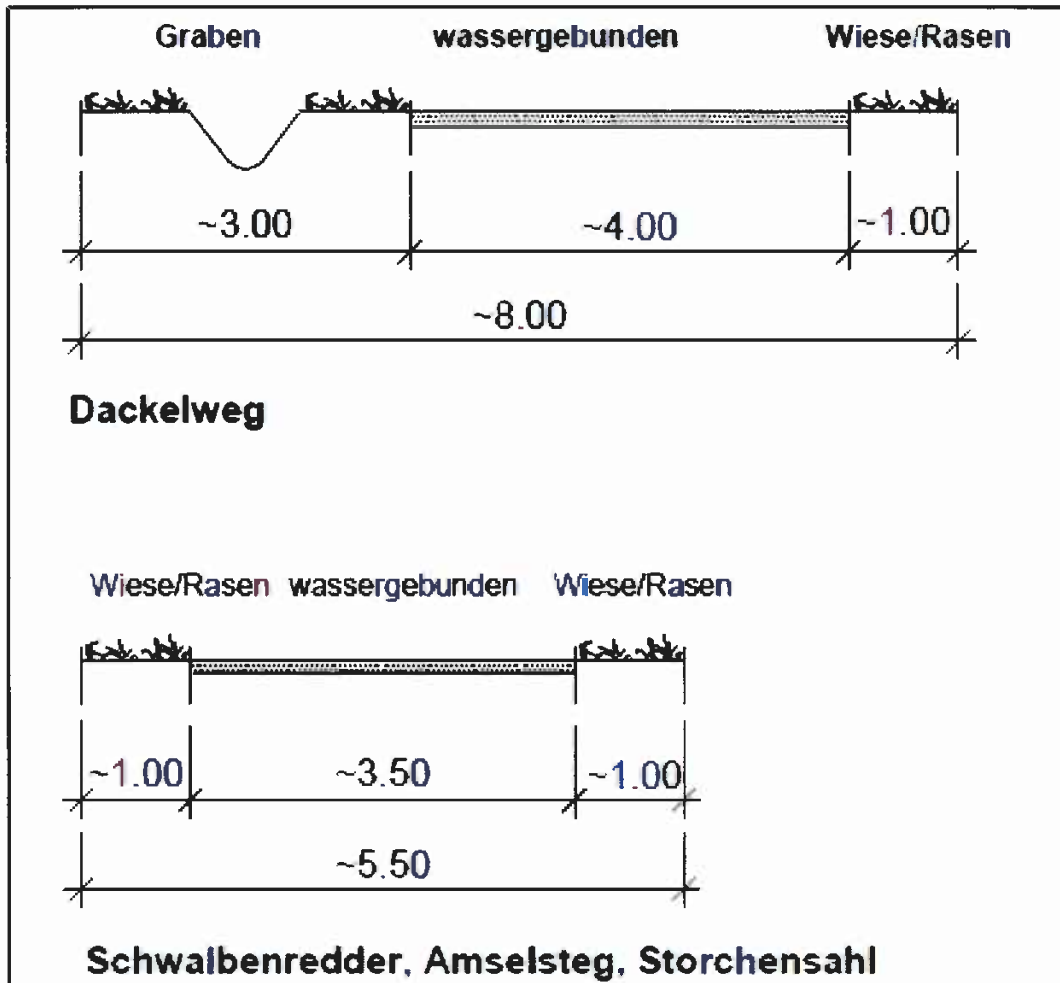 Graben wassergebunden Wiese/Rasen
~3.00 ~4.00 ~1.00
~8.00
Dackelweg
Wiese/Rasen wassergebunden Wiese/Rasen
~1.00 ~3.50 ~1.00
~5.50
Schwalbenredder, Amselsteg, Storchensahl